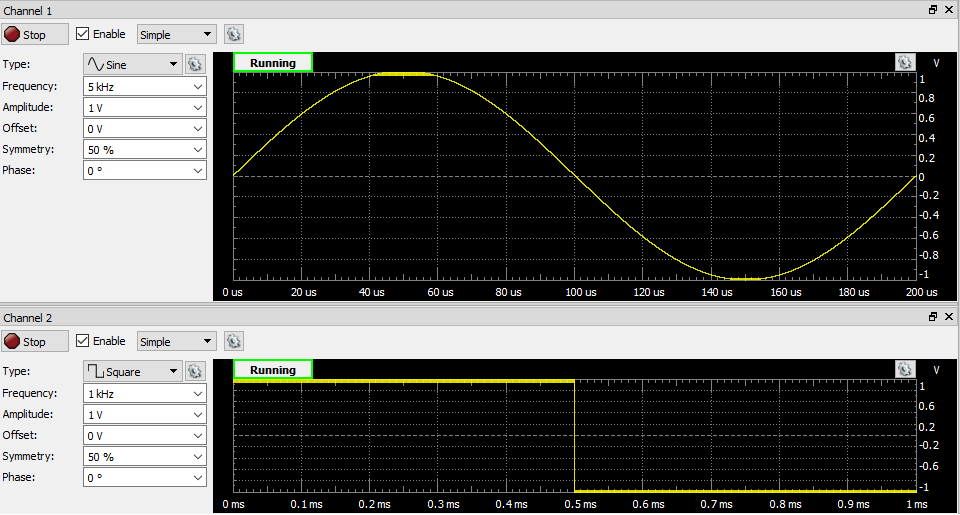 Channel 1
Stop Enable Simple
Type: Sine
Frequency: 5 kHz
Amplitude: 1 V
Offset: 0 V
Symmetry: 50 %
Phase: 0 °
Running V
1
0.8
0.6
0.4
0.2
0
-0.2
-0.4
-0.6
-0.8
-1
0 us 20 us 40 us 60 us 80 us 100 us 120 us 140 us 160 us 180 us 200 us
Channel 2
Stop Enable Simple
Type: Square
Frequency: 1 kHz
Amplitude: 1 V
Offset: 0 V
Symmetry: 50 %
Phase: 0 °
Running V
1
0.6
0.2
-0.2
-0.6
-1
0 ms 0.1 ms 0.2 ms 0.3 ms 0.4 ms 0.5 ms 0.6 ms 0.7 ms 0.8 ms 0.9 ms 1 ms